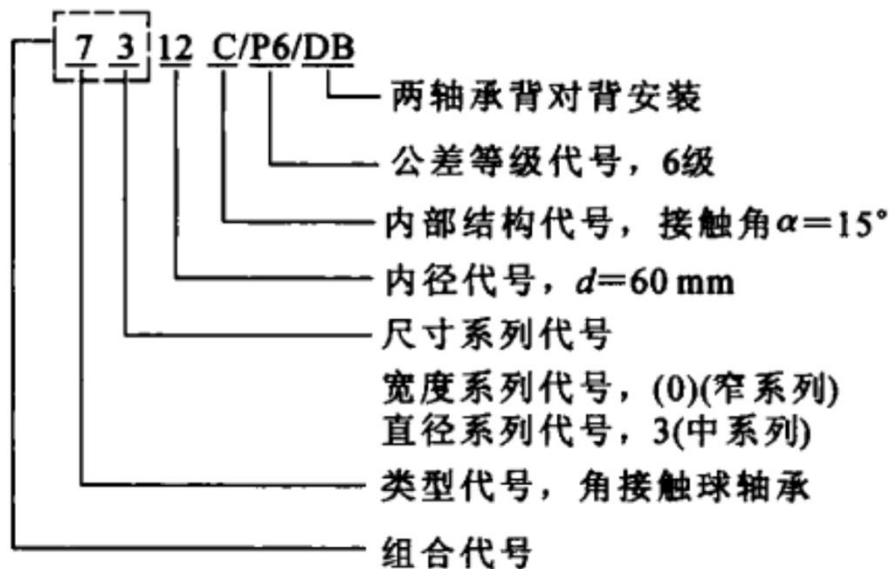 7 3 12 C/P6/DB
两轴承背对背安装
公差等级代号，6级
内部结构代号，接触角α=15°
内径代号，d=60 mm
尺寸系列代号
宽度系列代号，(0)(窄系列)
直径系列代号，3(中系列)
类型代号，角接触球轴承
组合代号